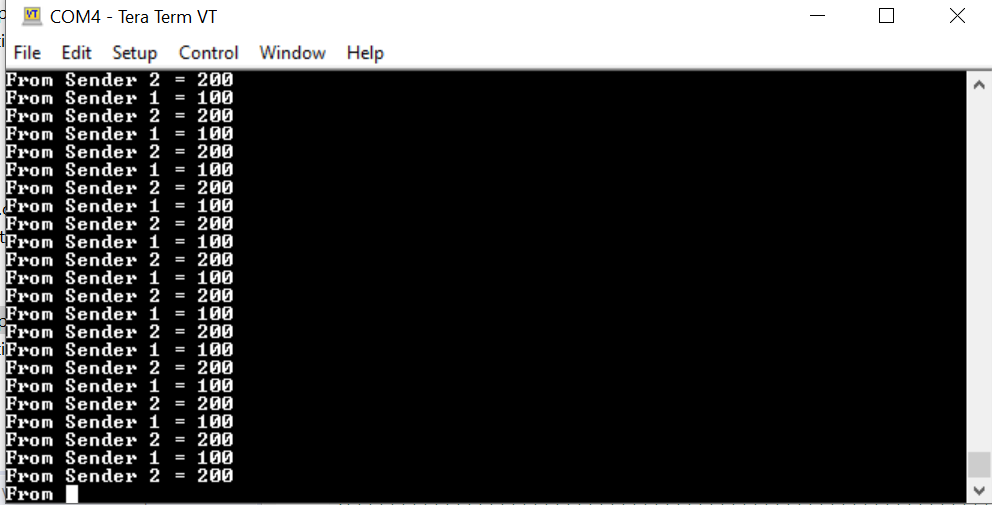 COM4 - Tera Term VT
File Edit Setup Control Window Help
From Sender 2 = 200
From Sender 1 = 100
From Sender 2 = 200
From Sender 1 = 100
From Sender 2 = 200
From Sender 1 = 100
From Sender 2 = 200
From Sender 1 = 100
From Sender 2 = 200
From Sender 1 = 100
From Sender 2 = 200
From Sender 1 = 100
From Sender 2 = 200
From Sender 1 = 100
From Sender 2 = 200
From Sender 1 = 100
From Sender 2 = 200
From Sender 1 = 100
From Sender 2 = 200
From Sender 1 = 100
From Sender 2 = 200
From Sender 1 = 100
From Sender 2 = 200
From